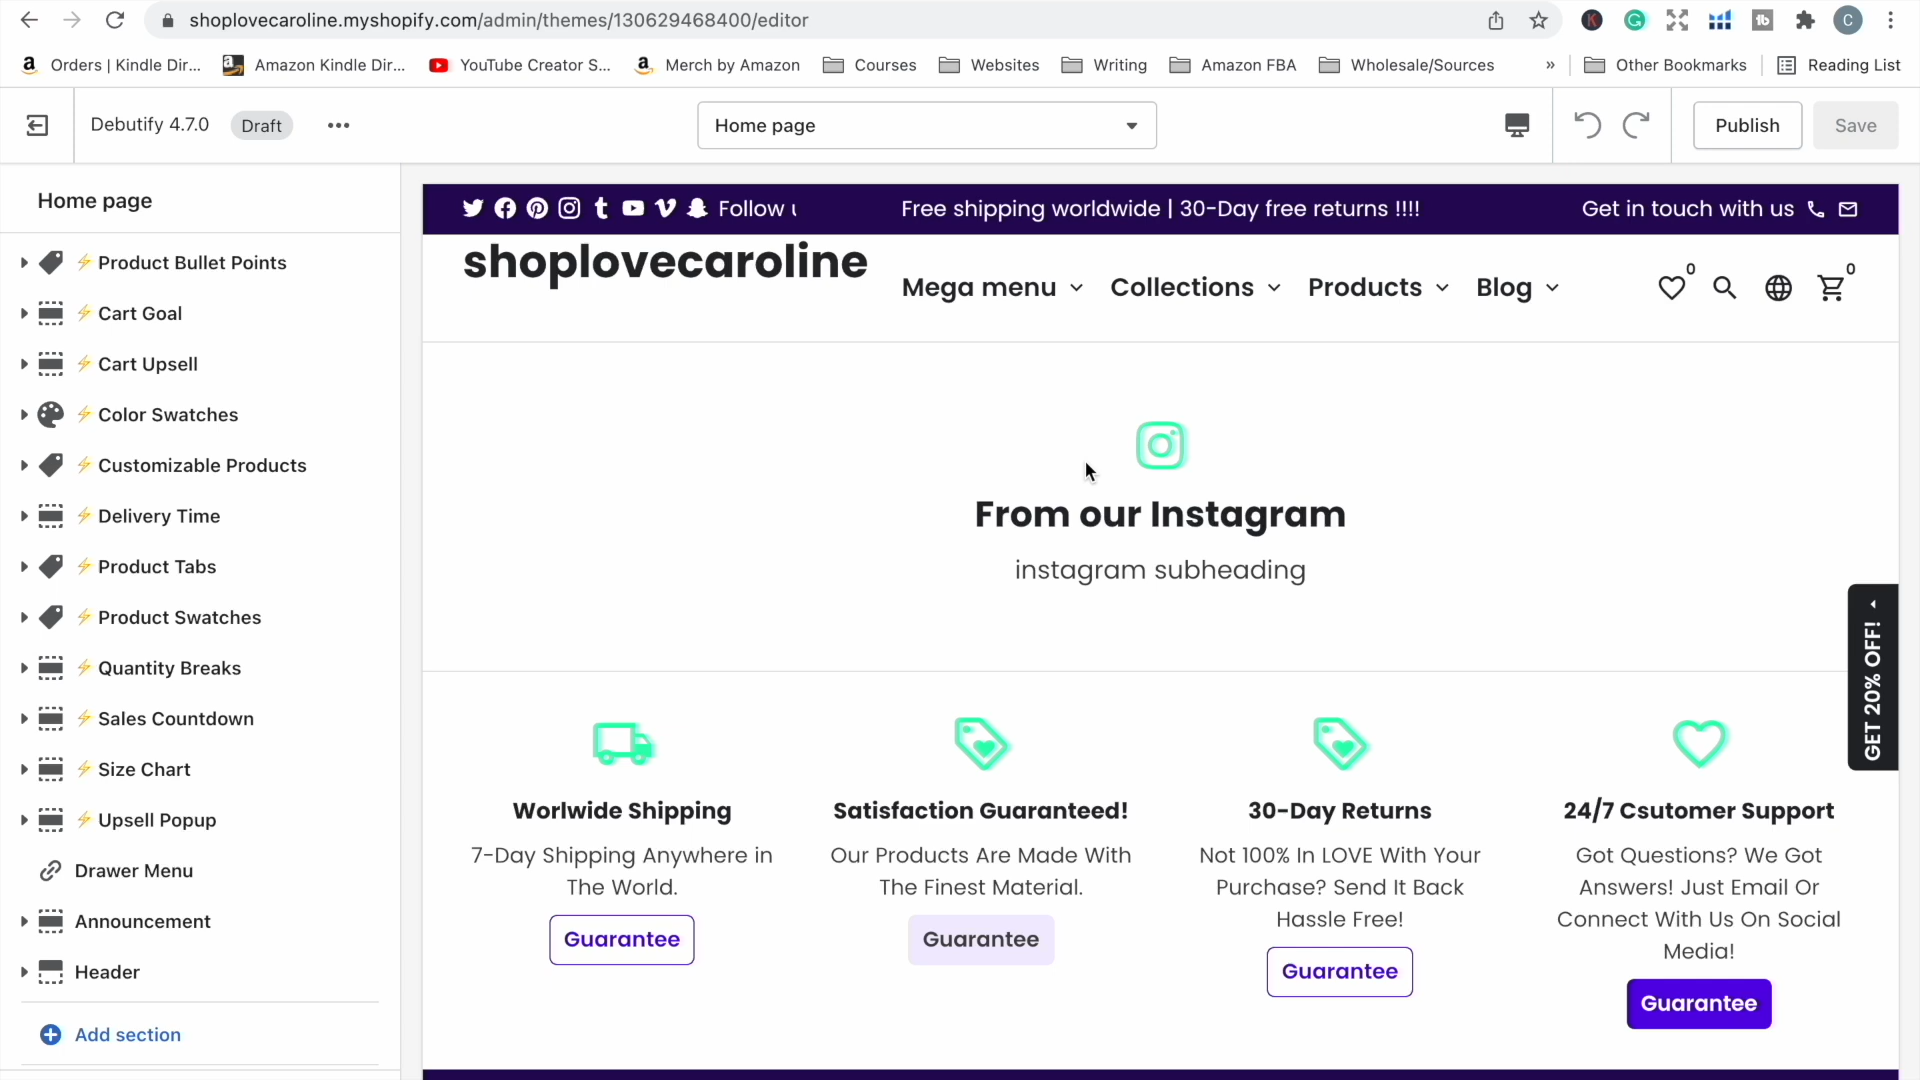 shoplovecaroline.myshopify.com/admin/themes/130629468400/editor
K
G
tb
C
Orders | Kindle Dir...
Amazon Kindle Dir...
YouTube Creator S...
Merch by Amazon
Courses
Websites
Writing
Amazon FBA
Wholesale/Sources
»
Other Bookmarks
Reading List
Debutify 4.7.0
Draft
Home page
Publish
Save
Home page
Product Bullet Points
Cart Goal
Cart Upsell
Color Swatches
Customizable Products
Delivery Time
Product Tabs
Product Swatches
Quantity Breaks
Sales Countdown
Size Chart
Upsell Popup
Drawer Menu
Announcement
Header
Add section
Follow u
Free shipping worldwide | 30-Day free returns !!!!
Get in touch with us
shoplovecaroline
Mega menu
Collections
Products
Blog
0
0
From our Instagram
instagram subheading
GET 20% OFF!
Worlwide Shipping
7-Day Shipping Anywhere in
The World.
Guarantee
Satisfaction Guaranteed!
Our Products Are Made With
The Finest Material.
Guarantee
30-Day Returns
Not 100% In LOVE With Your
Purchase? Send It Back
Hassle Free!
Guarantee
24/7 Csutomer Support
Got Questions? We Got
Answers! Just Email Or
Connect With Us On Social
Media!
Guarantee